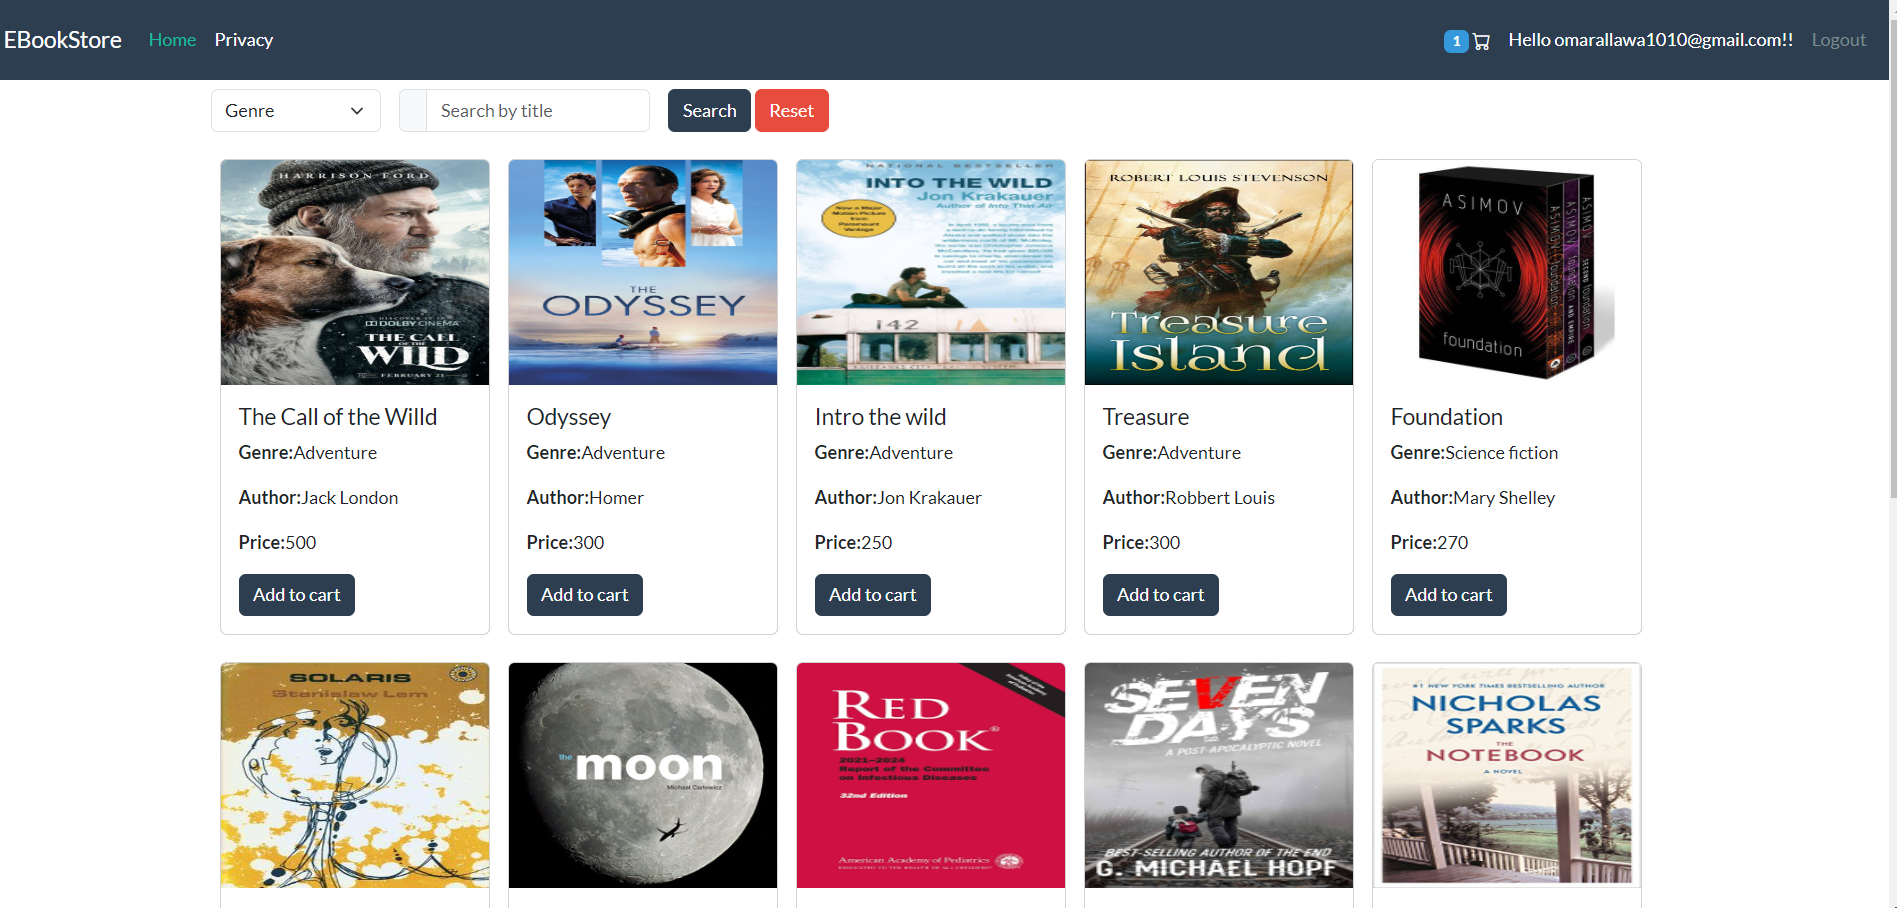 EBookStore Home Privacy 1 Hello omarallawa1010@gmail.com!! Logout
Genre Search by title Search Reset
HARRISON FORD
DOLBY CINEMA
THE CALL
OF THE
WILD
FEBRUARY 21
The Call of the Willd
Genre:Adventure
Author:Jack London
Price:500
Add to cart
THE
ODYSSEY
Odyssey
Genre:Adventure
Author:Homer
Price:300
Add to cart
NATIONAL BESTSELLER
INTO THE WILD
Jon Krakauer
Author of Into Thin Air
Now a Major
Motion Picture
from
Paramount
Vantage
142
Intro the wild
Genre:Adventure
Author:Jon Krakauer
Price:250
Add to cart
ROBERT LOUIS STEVENSON
Treasure
Island
Treasure
Genre:Adventure
Author:Robbert Louis
Price:300
Add to cart
ASIMOV
foundation
ASIMOV foundation
ASIMOV foundation AND EMPIRE
ASIMOV SECOND foundation
Foundation
Genre:Science fiction
Author:Mary Shelley
Price:270
Add to cart
SOLARIS
Stanislaw Lem
the
moon
Michael Carlowicz
RED
BOOK®
2021–2024
Report of the Committee
on Infectious Diseases
32nd Edition
American Academy of Pediatrics
SEVEN
DAYS
A POST-APOCALYPTIC NOVEL
BEST-SELLING AUTHOR OF THE END
G. MICHAEL HOPF
#1 NEW YORK TIMES BESTSELLING AUTHOR
NICHOLAS
SPARKS
THE
NOTEBOOK
A NOVEL